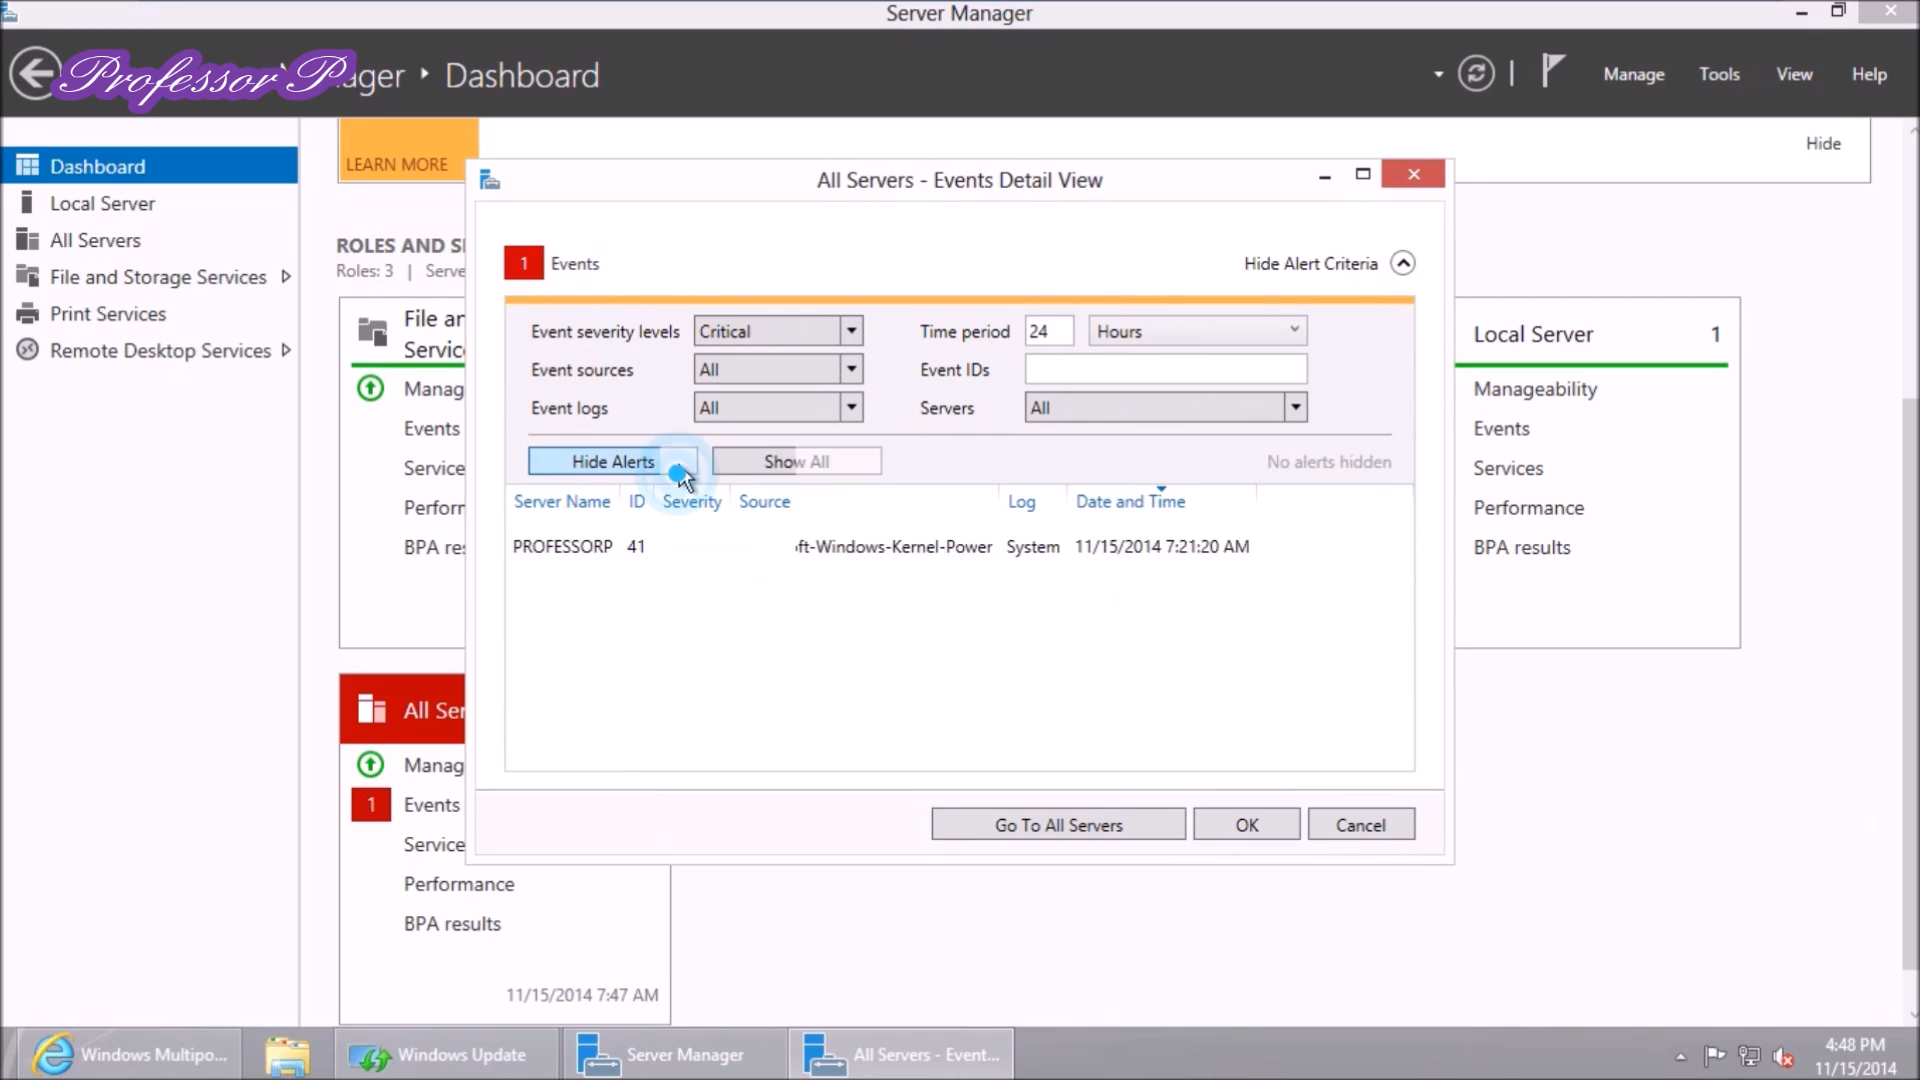 Server Manager
Professor P
ager
Dashboard
Manage
Tools
View
Help
Dashboard
Local Server
All Servers
File and Storage Services
Print Services
Remote Desktop Services
LEARN MORE
Hide
ROLES AND S
Roles: 3 | Serve
File an
Servic
Manag
Events
Service
Perforr
BPA re
All Ser
Manag
1 Events
Service
Performance
BPA results
11/15/2014 7:47 AM
All Servers - Events Detail View
1 Events
Hide Alert Criteria
Event severity levels Critical
Time period 24 Hours
Event sources All
Event IDs
Event logs All
Servers All
Hide Alerts
Show All
No alerts hidden
Server Name ID Severity Source Log Date and Time
PROFESSORP 41 ft-Windows-Kernel-Power System 11/15/2014 7:21:20 AM
Go To All Servers
OK
Cancel
Local Server 1
Manageability
Events
Services
Performance
BPA results
Windows Multipo...
Windows Update
Server Manager
All Servers - Event...
4:48 PM
11/15/2014